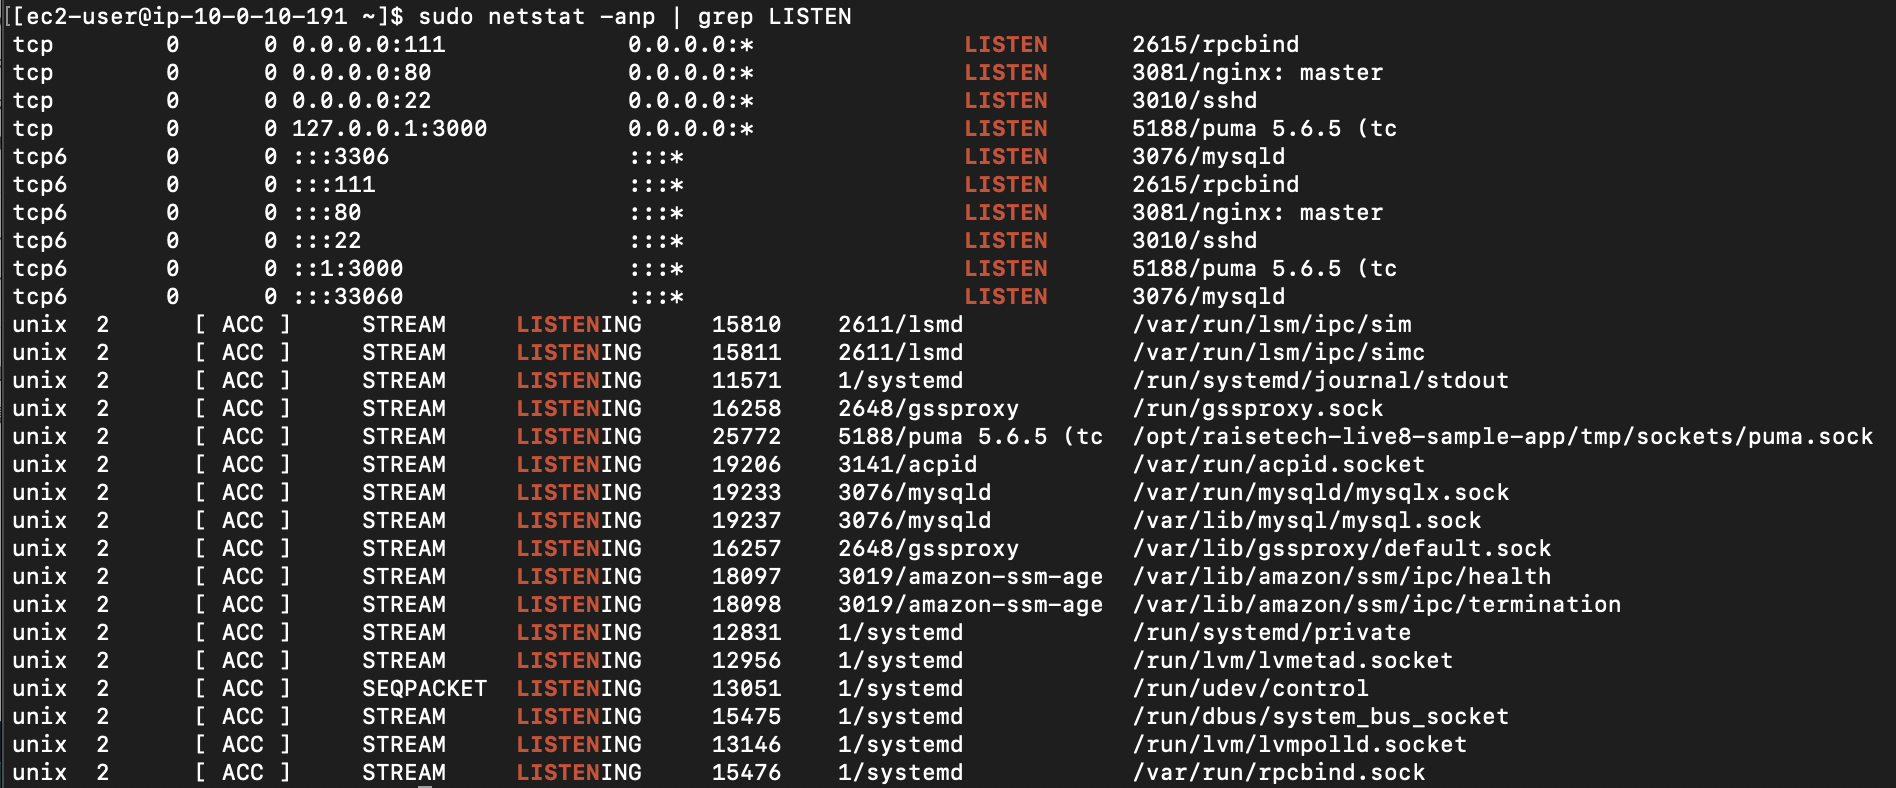 [[ec2-user@ip-10-0-10-191 ~]$ sudo netstat -anp | grep LISTEN
tcp        0      0 0.0.0.0:111             0.0.0.0:*               LISTEN      2615/rpcbind
tcp        0      0 0.0.0.0:80              0.0.0.0:*               LISTEN      3081/nginx: master
tcp        0      0 0.0.0.0:22              0.0.0.0:*               LISTEN      3010/sshd
tcp        0      0 127.0.0.1:3000          0.0.0.0:*               LISTEN      5188/puma 5.6.5 (tc
tcp6       0      0 :::3306                 :::*                    LISTEN      3076/mysqld
tcp6       0      0 :::111                  :::*                    LISTEN      2615/rpcbind
tcp6       0      0 :::80                   :::*                    LISTEN      3081/nginx: master
tcp6       0      0 :::22                   :::*                    LISTEN      3010/sshd
tcp6       0      0 ::1:3000                :::*                    LISTEN      5188/puma 5.6.5 (tc
tcp6       0      0 :::33060                :::*                    LISTEN      3076/mysqld
unix  2      [ ACC ]     STREAM     LISTENING     15810    2611/lsmd            /var/run/lsm/ipc/sim
unix  2      [ ACC ]     STREAM     LISTENING     15811    2611/lsmd            /var/run/lsm/ipc/simc
unix  2      [ ACC ]     STREAM     LISTENING     11571    1/systemd            /run/systemd/journal/stdout
unix  2      [ ACC ]     STREAM     LISTENING     16258    2648/gssproxy        /run/gssproxy.sock
unix  2      [ ACC ]     STREAM     LISTENING     25772    5188/puma 5.6.5 (tc  /opt/raisetech-live8-sample-app/tmp/sockets/puma.sock
unix  2      [ ACC ]     STREAM     LISTENING     19206    3141/acpid           /var/run/acpid.socket
unix  2      [ ACC ]     STREAM     LISTENING     19233    3076/mysqld          /var/run/mysqld/mysqlx.sock
unix  2      [ ACC ]     STREAM     LISTENING     19237    3076/mysqld          /var/lib/mysql/mysql.sock
unix  2      [ ACC ]     STREAM     LISTENING     16257    2648/gssproxy        /var/lib/gssproxy/default.sock
unix  2      [ ACC ]     STREAM     LISTENING     18097    3019/amazon-ssm-age  /var/lib/amazon/ssm/ipc/health
unix  2      [ ACC ]     STREAM     LISTENING     18098    3019/amazon-ssm-age  /var/lib/amazon/ssm/ipc/termination
unix  2      [ ACC ]     STREAM     LISTENING     12831    1/systemd            /run/systemd/private
unix  2      [ ACC ]     STREAM     LISTENING     12956    1/systemd            /run/lvm/lvmetad.socket
unix  2      [ ACC ]     SEQPACKET  LISTENING     13051    1/systemd            /run/udev/control
unix  2      [ ACC ]     STREAM     LISTENING     15475    1/systemd            /run/dbus/system_bus_socket
unix  2      [ ACC ]     STREAM     LISTENING     13146    1/systemd            /run/lvm/lvmpolld.socket
unix  2      [ ACC ]     STREAM     LISTENING     15476    1/systemd            /var/run/rpcbind.sock